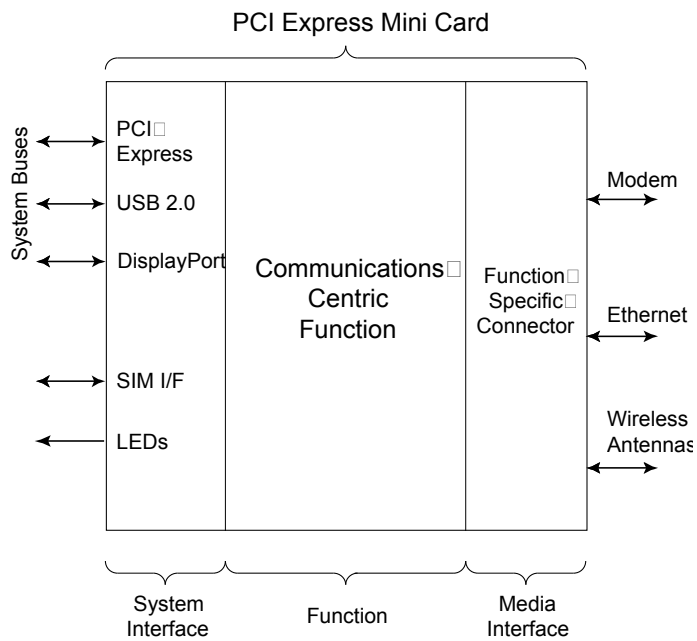 PCI Express Mini Card
System Buses
PCI
Express
USB 2.0
DisplayPort
SIM I/F
LEDs
Communications
Centric
Function
Function
Specific
Connector
Modem
Ethernet
Wireless
Antennas
System
Interface
Function
Media
Interface